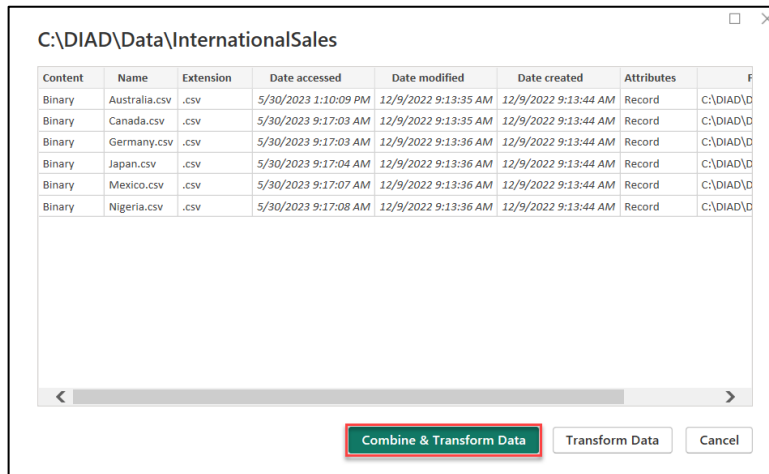 C:\DIAD\Data\InternationalSales
Content Name Extension Date accessed Date modified Date created Attributes F
Binary Australia.csv .csv 5/30/2023 1:10:09 PM 12/9/2022 9:13:35 AM 12/9/2022 9:13:44 AM Record C:\DIAD\D
Binary Canada.csv .csv 5/30/2023 9:17:03 AM 12/9/2022 9:13:35 AM 12/9/2022 9:13:44 AM Record C:\DIAD\D
Binary Germany.csv .csv 5/30/2023 9:17:03 AM 12/9/2022 9:13:36 AM 12/9/2022 9:13:44 AM Record C:\DIAD\D
Binary Japan.csv .csv 5/30/2023 9:17:04 AM 12/9/2022 9:13:36 AM 12/9/2022 9:13:44 AM Record C:\DIAD\D
Binary Mexico.csv .csv 5/30/2023 9:17:07 AM 12/9/2022 9:13:36 AM 12/9/2022 9:13:44 AM Record C:\DIAD\D
Binary Nigeria.csv .csv 5/30/2023 9:17:08 AM 12/9/2022 9:13:36 AM 12/9/2022 9:13:44 AM Record C:\DIAD\D
Combine & Transform Data Transform Data Cancel